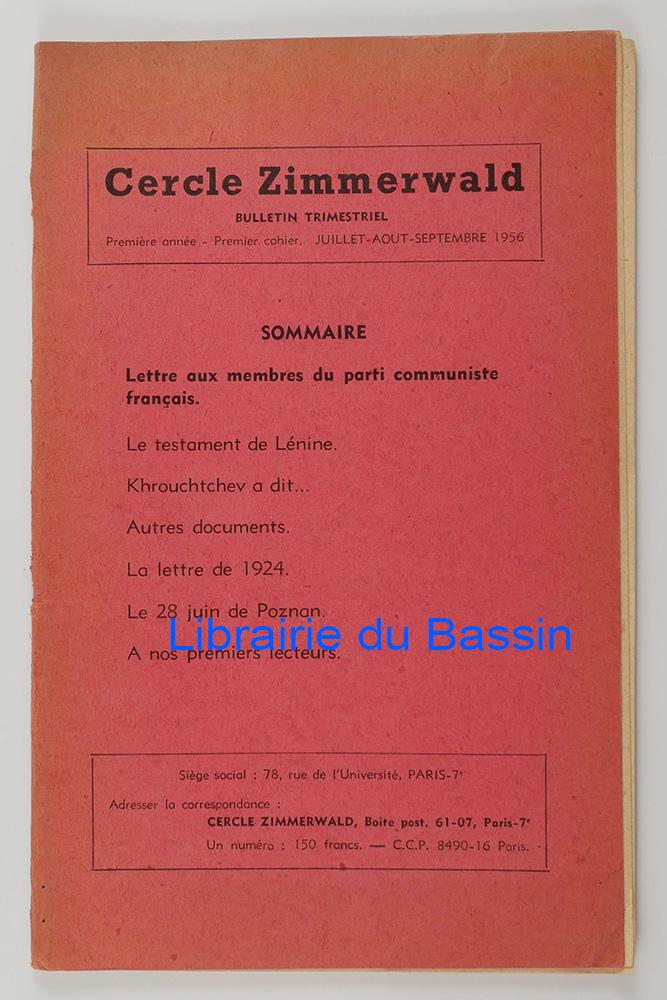 Cercle Zimmerwald
BULLETIN TRIMESTRIEL
Première année - Premier cahier. JUILLET-AOUT-SEPTEMBRE 1956
SOMMAIRE
Lettre aux membres du parti communiste
français.
Le testament de Lénine.
Khrouchtchev a dit...
Autres documents.
La lettre de 1924.
Le 28 juin de Poznan.
Librairie du Bassin
A nos premiers lecteurs.
Siège social : 78, rue de l'Université, PARIS-7e
Adresser la correspondance :
CERCLE ZIMMERWALD, Boite post. 61-07, Paris-7e
Un numéro : 150 francs. — C.C.P. 8490-16 Paris.